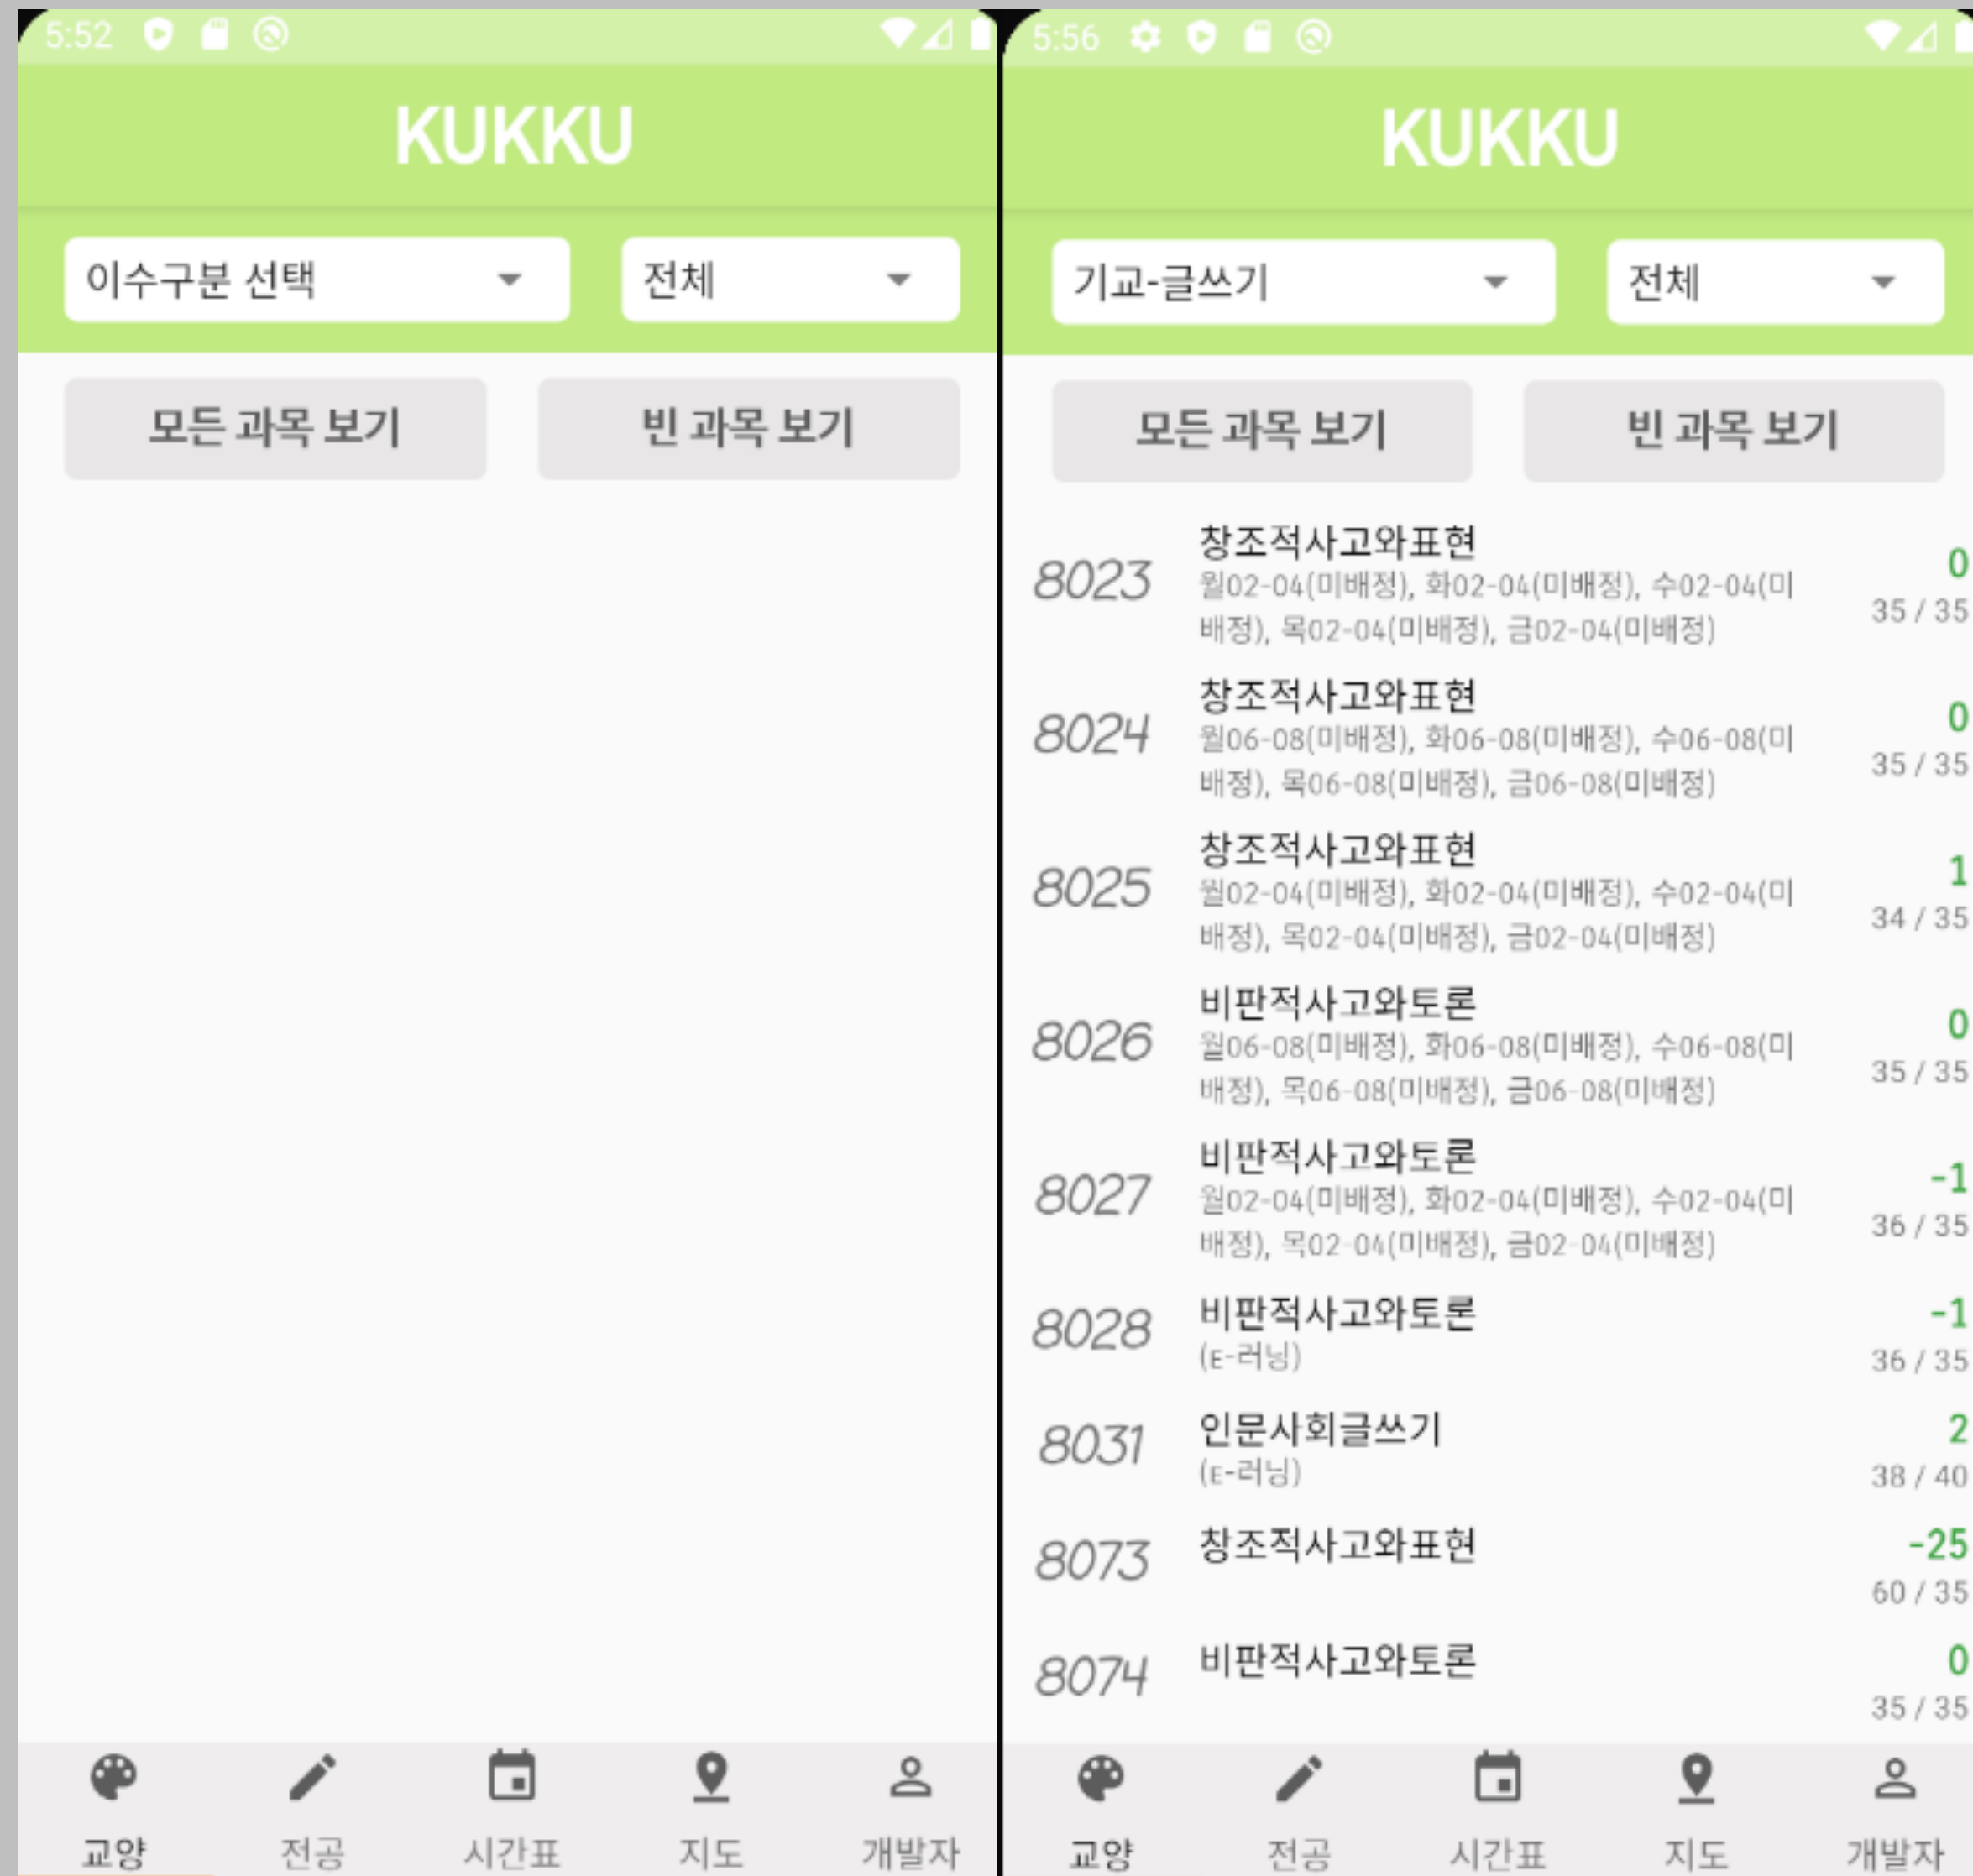 5:52
KUKKU
이수구분 선택 전체
모든 과목 보기 빈 과목 보기
교양 전공 시간표 지도 개발자
5:56
KUKKU
기교-글쓰기 전체
모든 과목 보기 빈 과목 보기
8023
창조적사고와표현
월02-04(미배정), 화02-04(미배정), 수02-04(미
배정), 목02-04(미배정), 금02-04(미배정)
0
35 / 35
8024
창조적사고와표현
월06-08(미배정), 화06-08(미배정), 수06-08(미
배정), 목06-08(미배정), 금06-08(미배정)
0
35 / 35
8025
창조적사고와표현
월02-04(미배정), 화02-04(미배정), 수02-04(미
배정), 목02-04(미배정), 금02-04(미배정)
1
34 / 35
8026
비판적사고와토론
월06-08(미배정), 화06-08(미배정), 수06-08(미
배정), 목06-08(미배정), 금06-08(미배정)
0
35 / 35
8027
비판적사고와토론
월02-04(미배정), 화02-04(미배정), 수02-04(미
배정), 목02-04(미배정), 금02-04(미배정)
-1
36 / 35
8028
비판적사고와토론
(E-러닝)
-1
36 / 35
8031
인문사회글쓰기
(E-러닝)
2
38 / 40
8073
창조적사고와표현
-25
60 / 35
8074
비판적사고와토론
0
35 / 35
교양 전공 시간표 지도 개발자